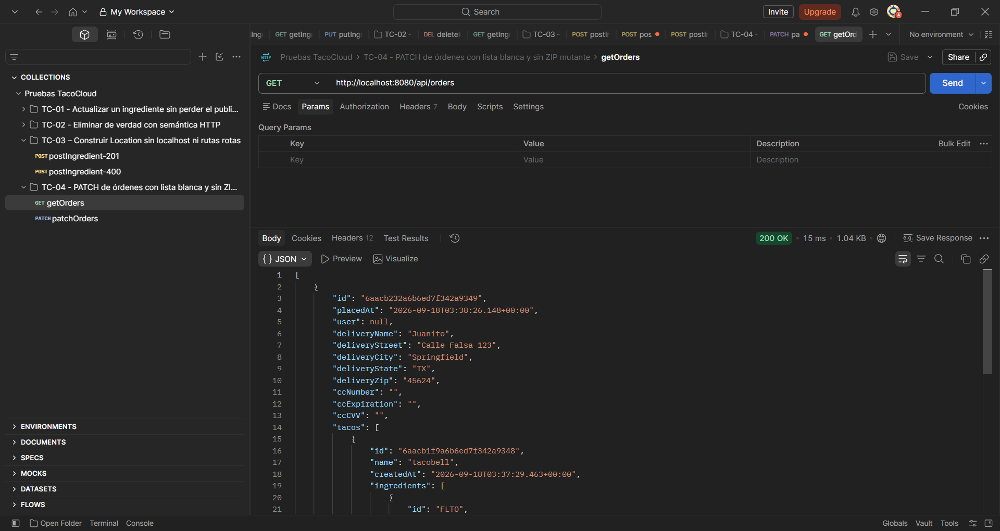 My Workspace
Search
Invite
Upgrade
GET
PUT
TC-02 -
DEL
GET
TC-03 -
POST
POST pos
POST
TC-04 -
PATCH pa
GET getOrd
No environment
Pruebas TacoCloud > TC-04 - PATCH de órdenes con lista blanca y sin ZIP mutante > getOrders
Save
Share
COLLECTIONS
Pruebas TacoCloud
TC-01 - Actualizar un ingrediente sin perder el publi...
TC-02 - Eliminar de verdad con semántica HTTP
TC-03 – Construir Location sin localhost ni rutas rotas
POST postIngredient-201
POST postIngredient-400
TC-04 - PATCH de órdenes con lista blanca y sin ZI...
GET getOrders
PATCH patchOrders
ENVIRONMENTS
DOCUMENTS
SPECS
MOCKS
DATASETS
FLOWS
GET
http://localhost:8080/api/orders
Send
Docs
Params
Authorization
Headers 7
Body
Scripts
Settings
Cookies
Query Params
Key
Value
Description
Bulk Edit
Key
Value
Description
Body
Cookies
Headers 12
Test Results
200 OK
15 ms
1.04 KB
e.g. Save Response
{} JSON
Preview
Visualize
1 [
2 {
3 "id": "6aacb232a6b6ed7f342a9349",
4 "placedAt": "2026-09-18T03:38:26.148+00:00",
5 "user": null,
6 "deliveryName": "Juanito",
7 "deliveryStreet": "Calle Falsa 123",
8 "deliveryCity": "Springfield",
9 "deliveryState": "TX",
10 "deliveryZip": "45624",
11 "ccNumber": "",
12 "ccExpiration": "",
13 "ccCVV": "",
14 "tacos": [
15 {
16 "id": "6aacb1f9a6b6ed7f342a9348",
17 "name": "tacobell",
18 "createdAt": "2026-09-18T03:37:29.463+00:00",
19 "ingredients": [
20 {
21 "id": "FLTO",
Open Folder
Terminal
Console
Globals
Vault
Tools